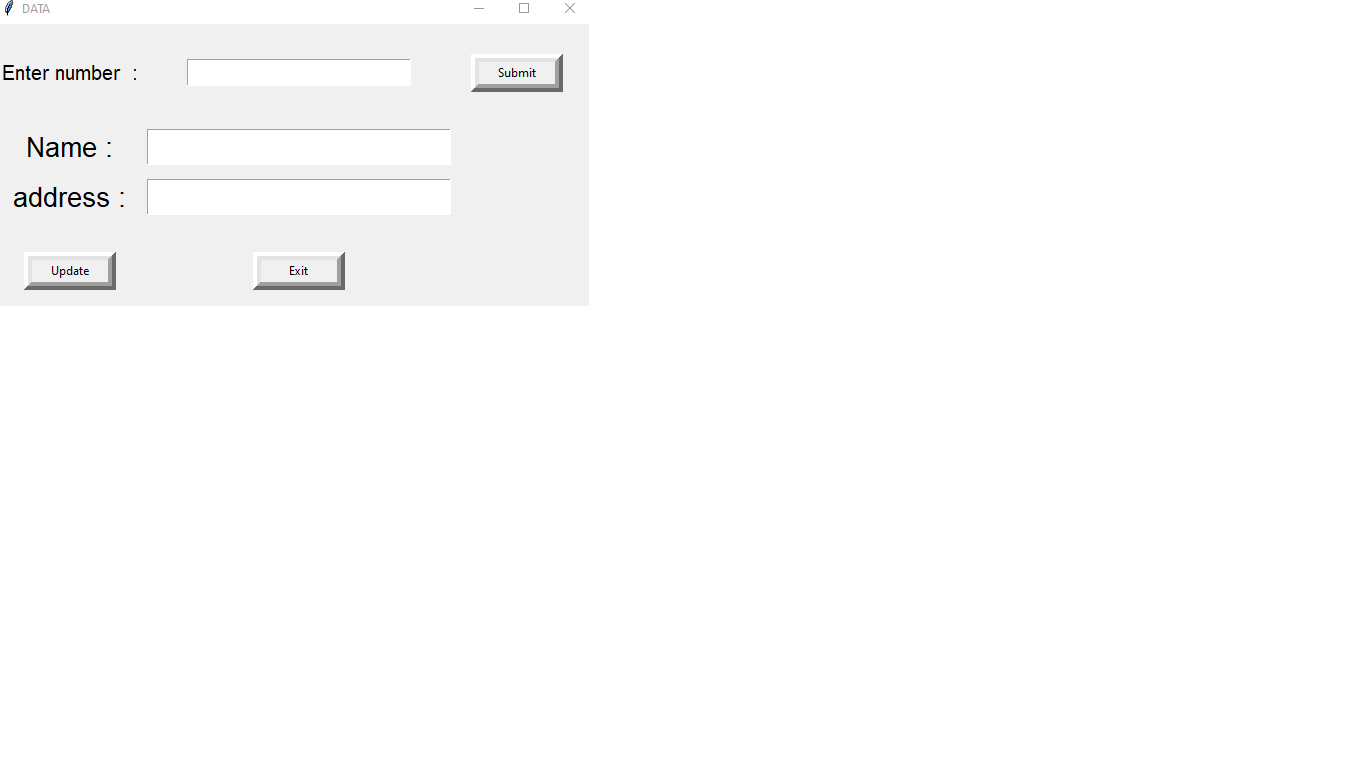 DATA
Enter number : Submit
Name :
address :
Update Exit